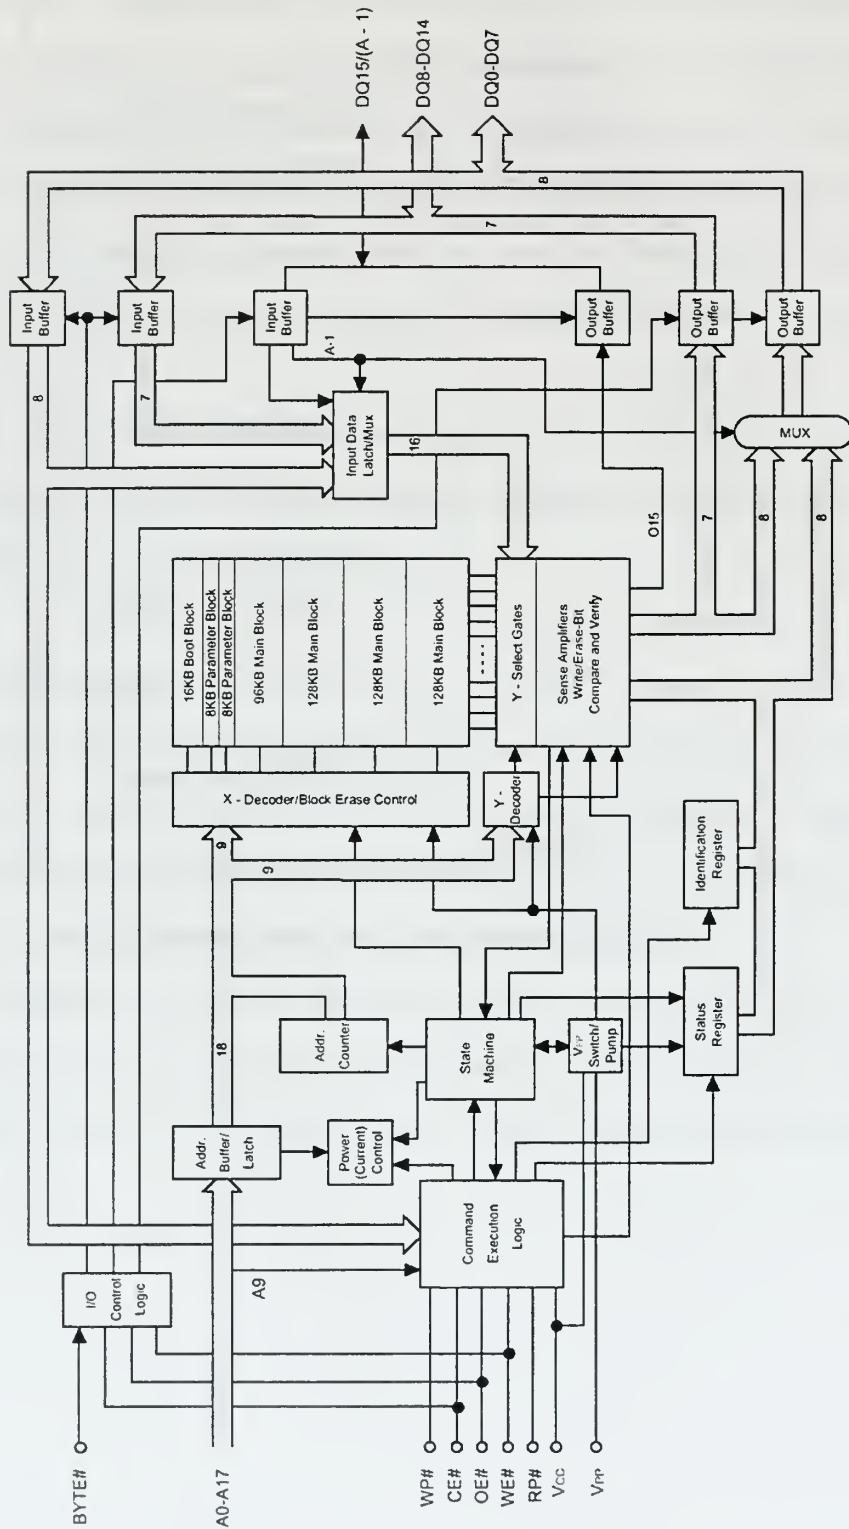 BYTE#
A0-A17
WP#
CE#
OE#
WE#
RP#
VCC
VPP
I/O
Control
Logic
A9
Addr.
Buffer/
Latch
18
Power
(Current)
Control
Command
Execution
Logic
Addr.
Counter
State
Machine
VPP
Switch/
Pump
Status
Register
Identification
Register
9
9
X - Decoder/Block Erase Control
Y -
Decoder
16KB Boot Block
8KB Parameter Block
8KB Parameter Block
96KB Main Block
128KB Main Block
128KB Main Block
128KB Main Block
Y - Select Gates
Sense Amplifiers
Write/Erase-Bit
Compare and Verify
8
7
A-1
Input Data
Latch/Mux
16
O15
7
8
8
MUX
Input
Buffer
Input
Buffer
Input
Buffer
Output
Buffer
Output
Buffer
Output
Buffer
7
8
DQ15/(A - 1)
DQ8-DQ14
DQ0-DQ7